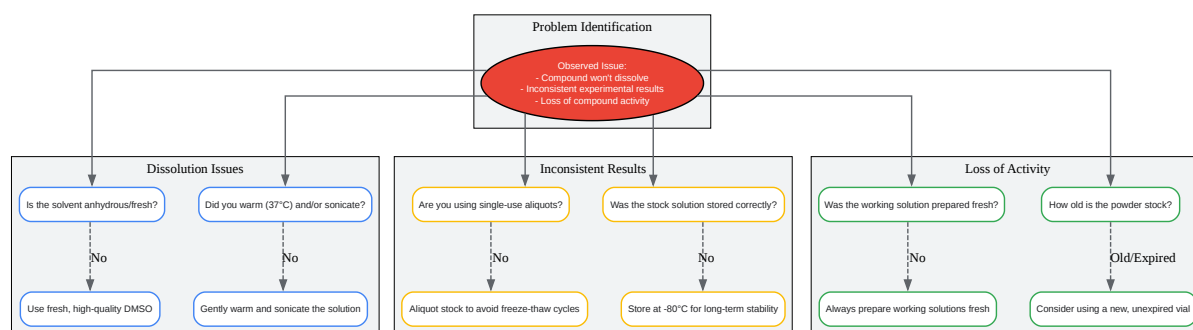 Problem Identification
Observed Issue:
- Compound won't dissolve
- Inconsistent experimental results
- Loss of compound activity
Dissolution Issues
Is the solvent anhydrous/fresh?
Did you warm (37°C) and/or sonicate?
No
No
Use fresh, high-quality DMSO
Gently warm and sonicate the solution
Inconsistent Results
Are you using single-use aliquots?
Was the stock solution stored correctly?
No
No
Aliquot stock to avoid freeze-thaw cycles
Store at -80°C for long-term stability
Loss of Activity
Was the working solution prepared fresh?
How old is the powder stock?
No
Old/Expired
Always prepare working solutions fresh
Consider using a new, unexpired vial